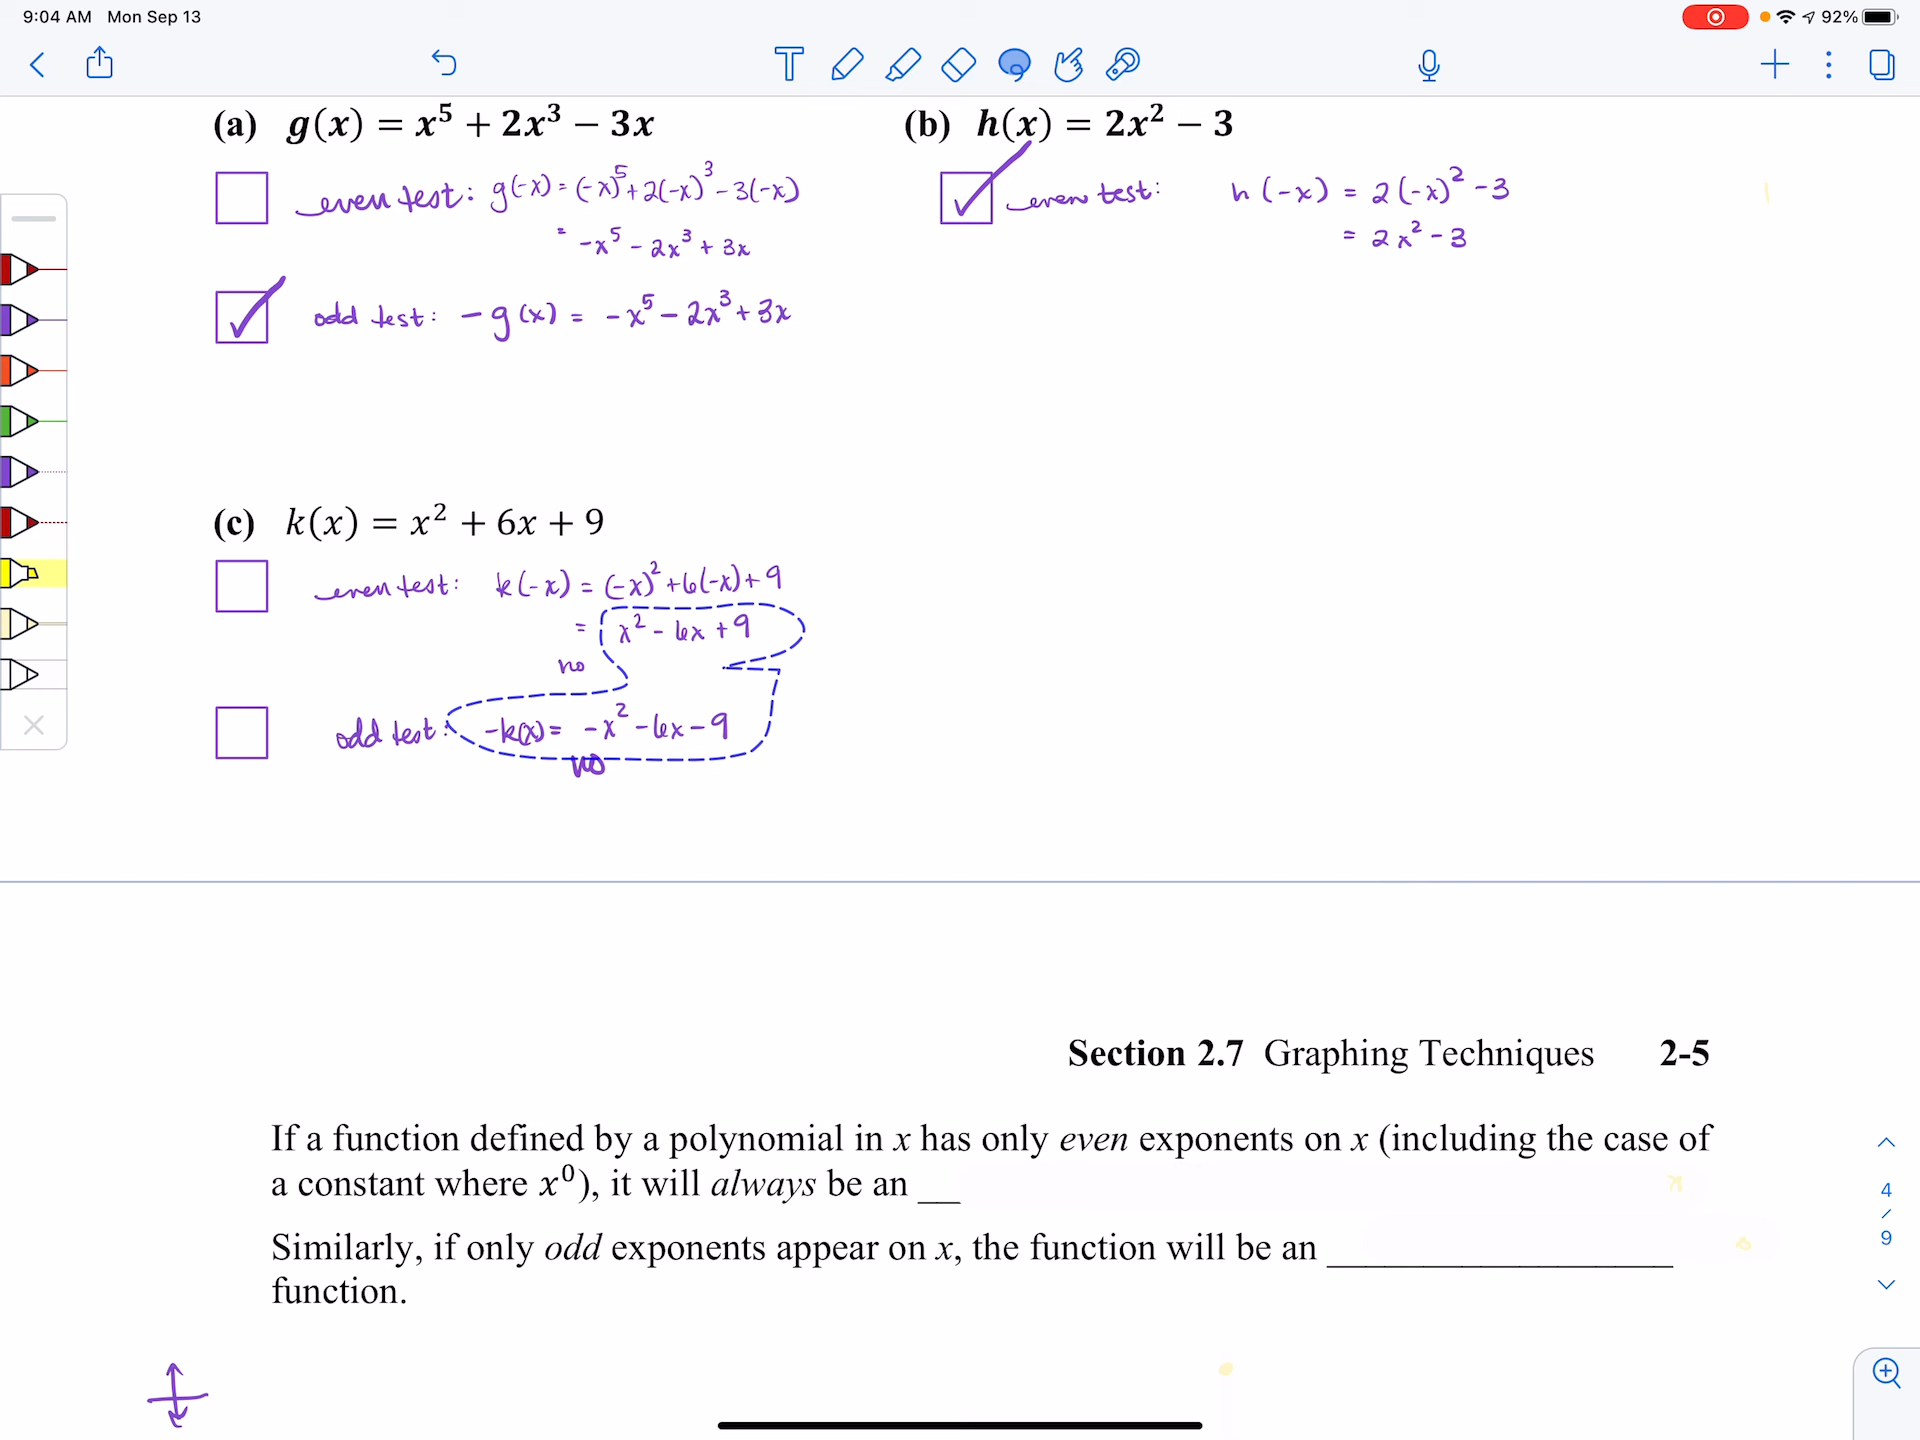 9:04 AM Mon Sep 13
92%
(a) g(x) = x⁵ + 2x³ − 3x
even test: g(-x) = (-x)⁵ + 2(-x)³ - 3(-x)
= -x⁵ - 2x³ + 3x
odd test: -g(x) = -x⁵ - 2x³ + 3x
(b) h(x) = 2x² − 3
even test: h(-x) = 2(-x)² - 3
= 2x² - 3
(c) k(x) = x² + 6x + 9
even test: k(-x) = (-x)² + 6(-x) + 9
= x² - 6x + 9
no
odd test: -k(x) = -x² - 6x - 9
no
Section 2.7 Graphing Techniques 2-5
If a function defined by a polynomial in x has only even exponents on x (including the case of
a constant where x⁰), it will always be an __
Similarly, if only odd exponents appear on x, the function will be an __________________
function.
4
/
9